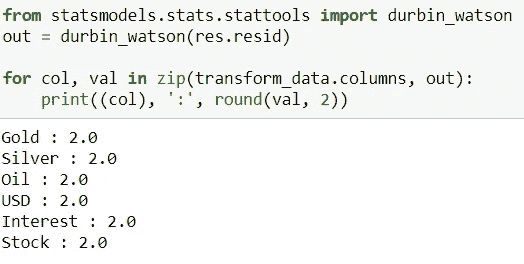 from statsmodels.stats.stattools import durbin_watson
out = durbin_watson(res.resid)
for col, val in zip(transform_data.columns, out):
    print((col), ':', round(val, 2))
Gold : 2.0
Silver : 2.0
Oil : 2.0
USD : 2.0
Interest : 2.0
Stock : 2.0